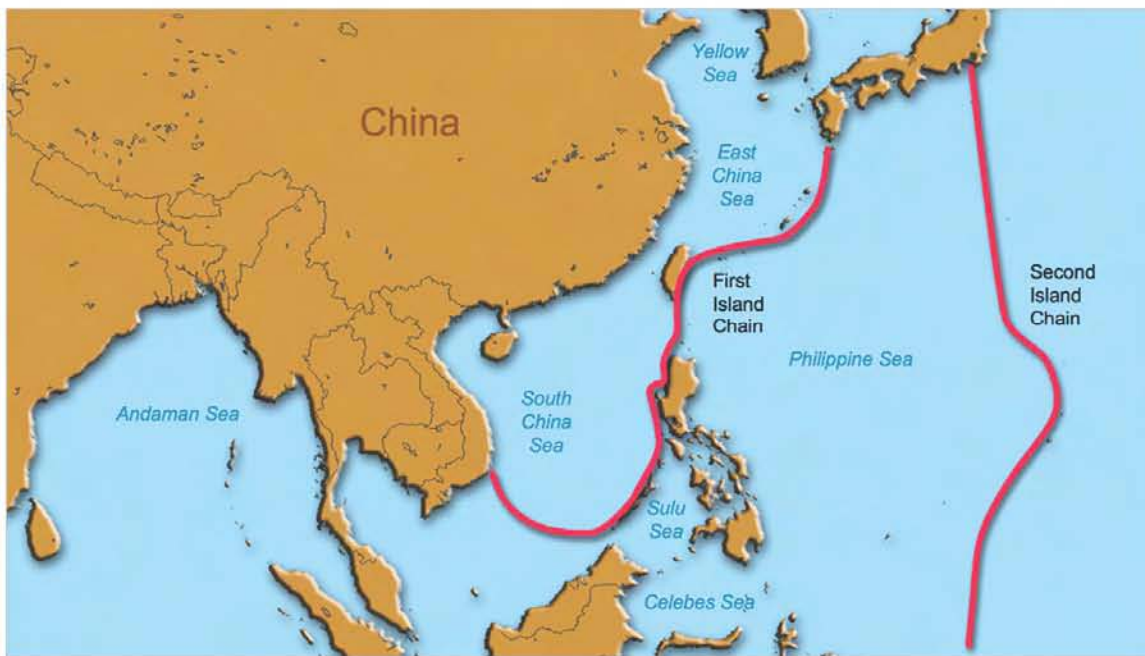 Yellow
Sea
China
East
China
Sea
First
Island
Chain
Second
Island
Chain
Philippine Sea
Andaman Sea
South
China
Sea
Sulu
Sea
Celebes Sea